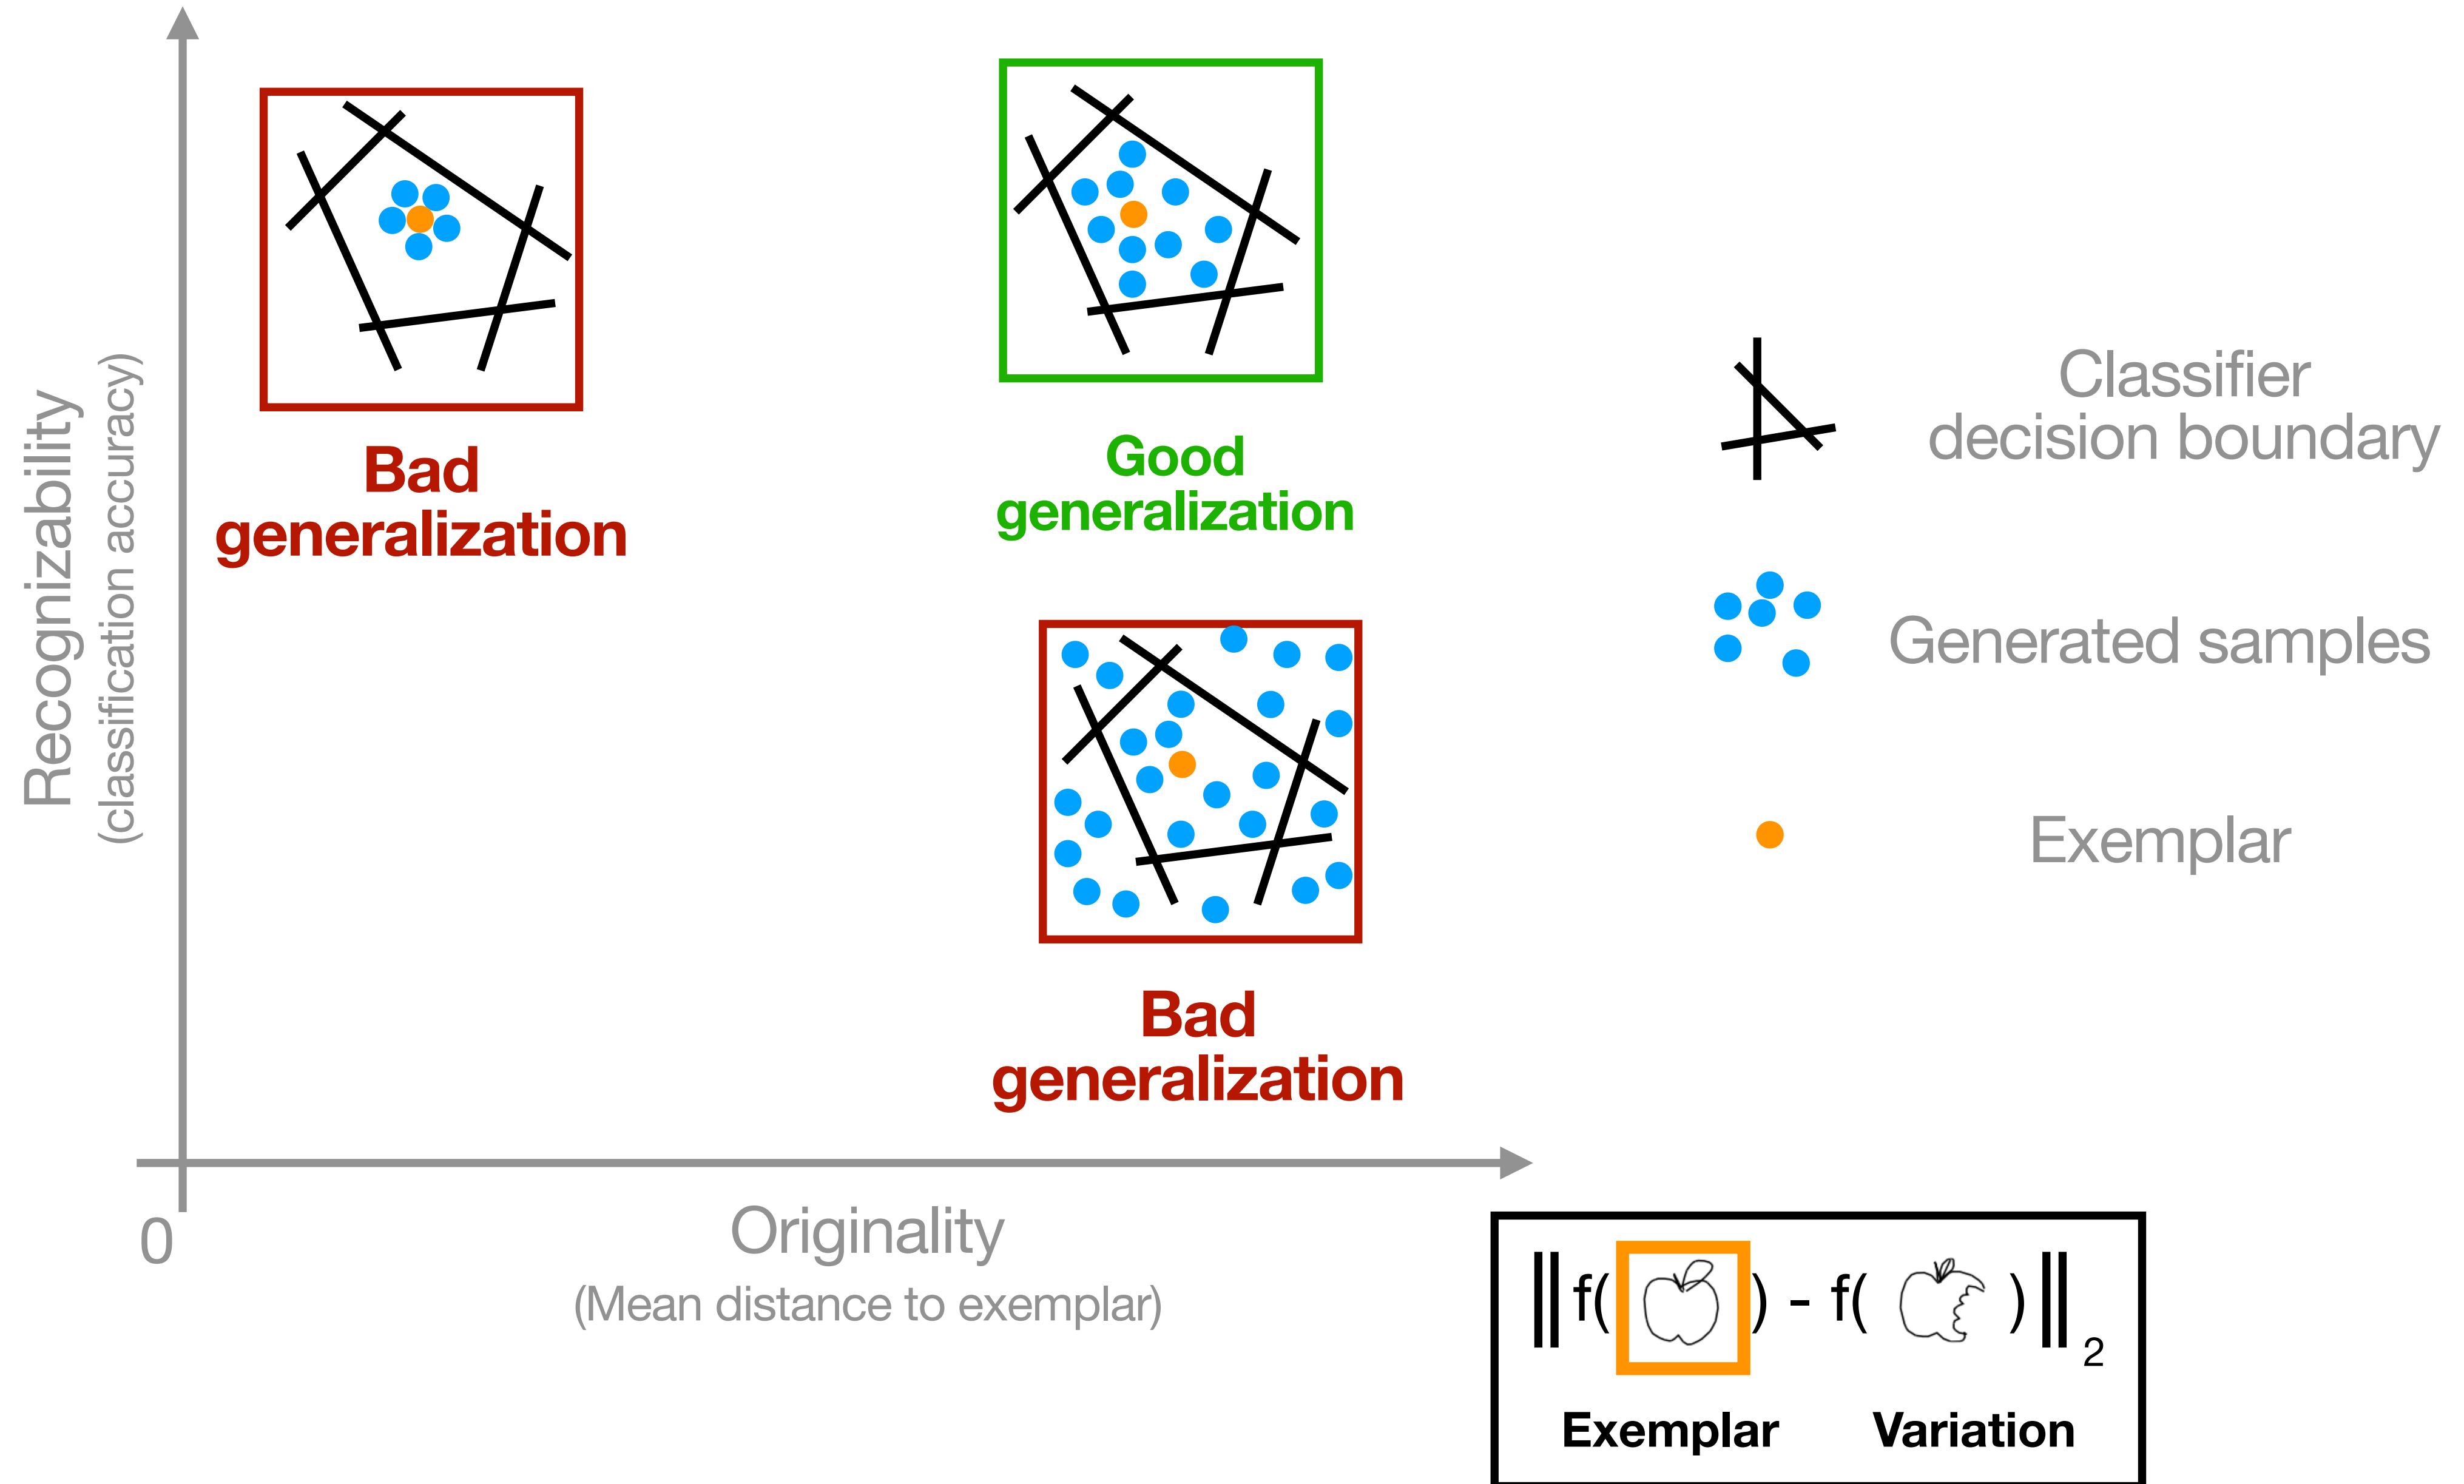 Recognizability
(classification accuracy)
Bad
generalization
Good
generalization
Bad
generalization
Classifier
decision boundary
Generated samples
Exemplar
0
Originality
(Mean distance to exemplar)
‖f( ) - f( )‖2
Exemplar Variation